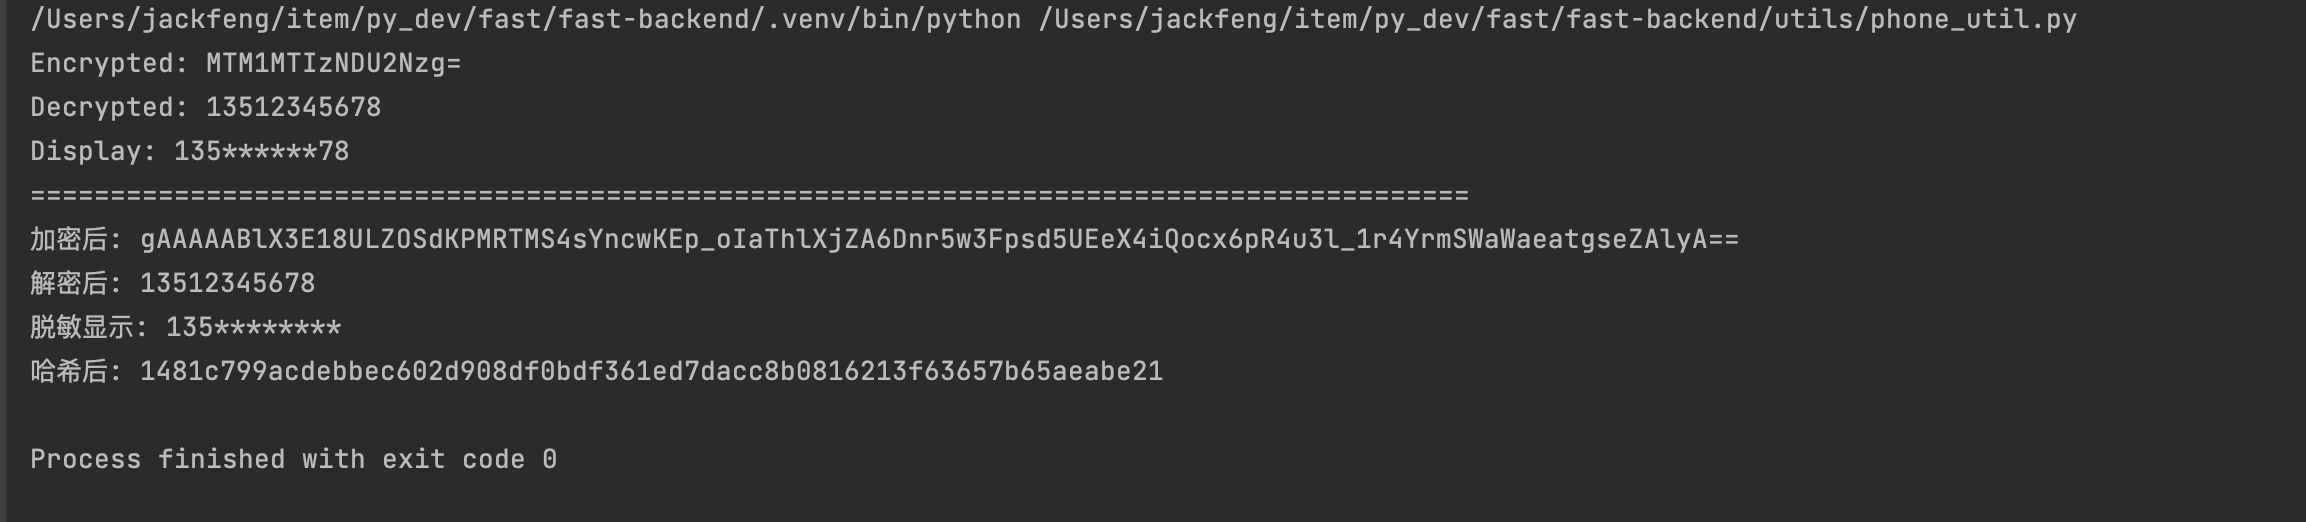 /Users/jackfeng/item/py_dev/fast/fast-backend/.venv/bin/python /Users/jackfeng/item/py_dev/fast/fast-backend/utils/phone_util.py
Encrypted: MTM1MTIzNDU2Nzg=
Decrypted: 13512345678
Display: 135******78
==========================================================================================
加密后: gAAAAABlX3E18ULZOSdKPMRTMS4sYncwKEp_oIaThlXjZA6Dnr5w3Fpsd5UEeX4iQocx6pR4u3l_1r4YrmSWaWaeatgseZAlyA==
解密后: 13512345678
脱敏显示: 135********
哈希后: 1481c799acdebbec602d908df0bdf361ed7dacc8b0816213f63657b65aeabe21
Process finished with exit code 0